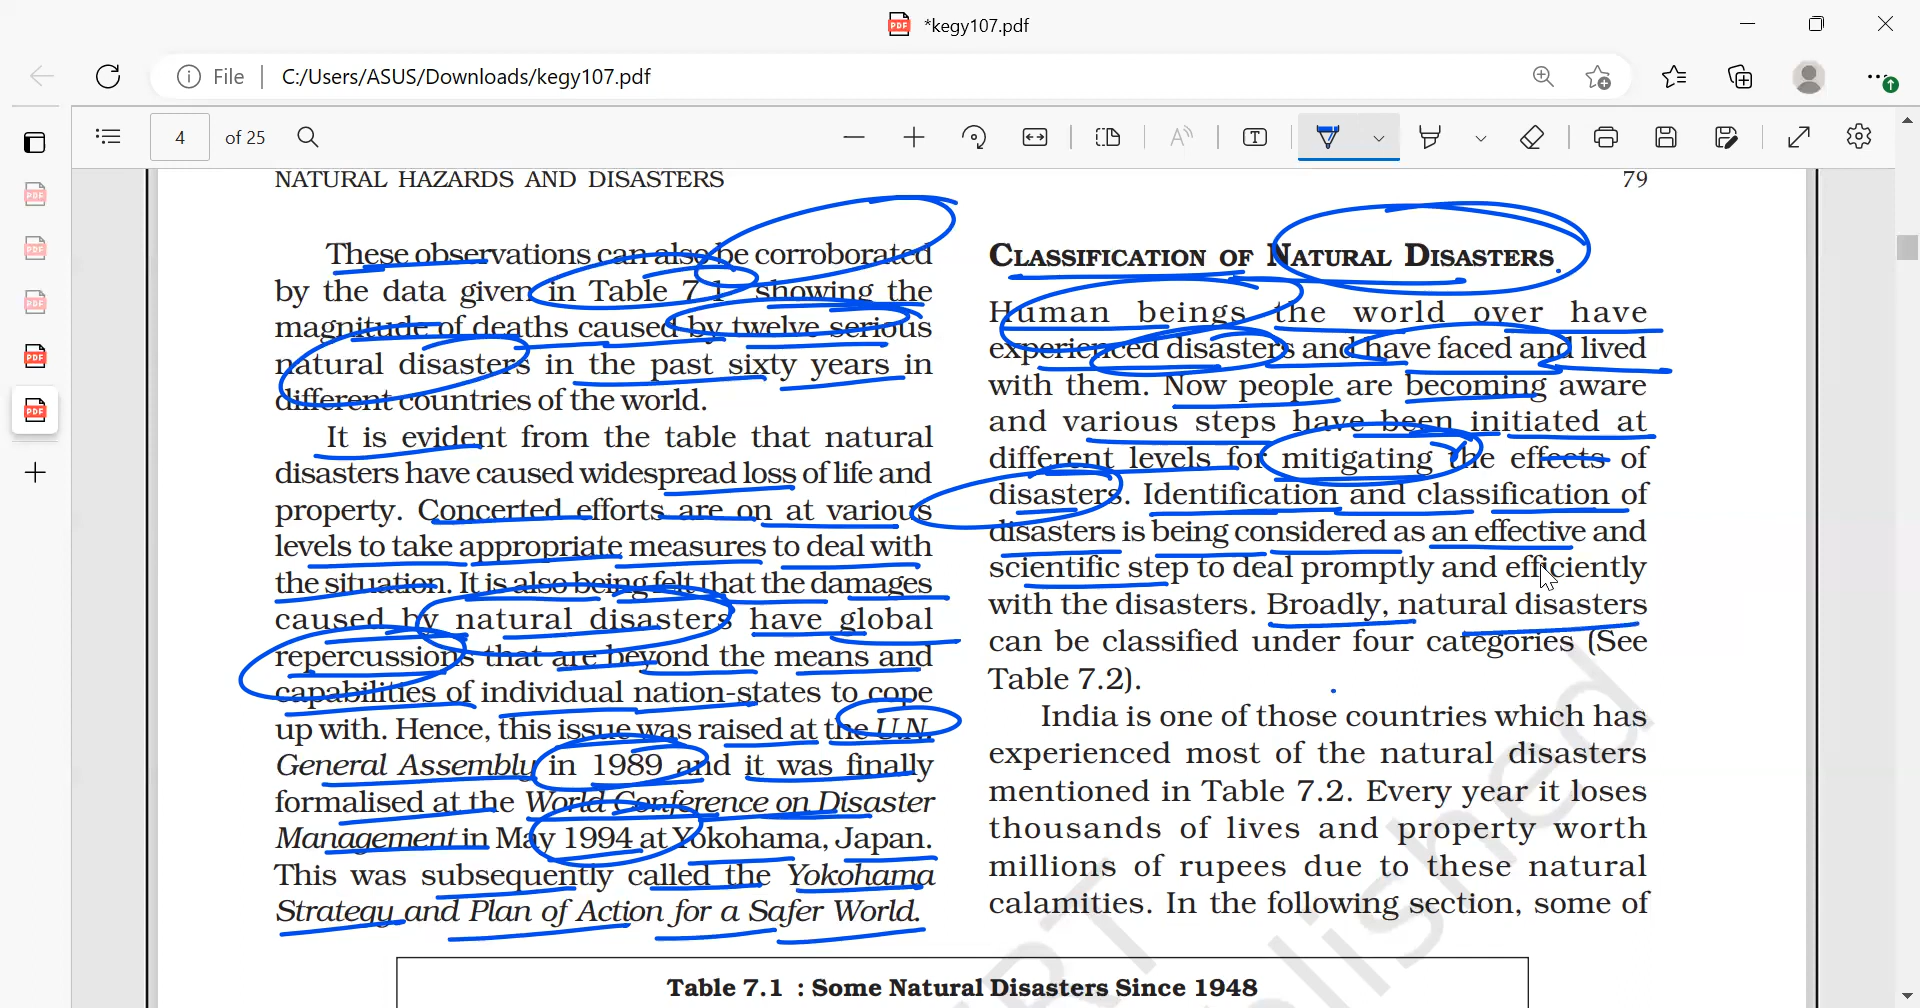 *kegy107.pdf
File
C:/Users/ASUS/Downloads/kegy107.pdf
4 of 25
NATURAL HAZARDS AND DISASTERS
79
These observations can also be corroborated
by the data given in Table 7.1 showing the
magnitude of deaths caused by twelve serious
natural disasters in the past sixty years in
different countries of the world.
It is evident from the table that natural
disasters have caused widespread loss of life and
property. Concerted efforts are on at various
levels to take appropriate measures to deal with
the situation. It is also being felt that the damages
caused by natural disasters have global
repercussions that are beyond the means and
capabilities of individual nation-states to cope
up with. Hence, this issue was raised at the U.N.
General Assembly in 1989 and it was finally
formalised at the World Conference on Disaster
Management in May 1994 at Yokohama, Japan.
This was subsequently called the Yokohama
Strategy and Plan of Action for a Safer World.
CLASSIFICATION OF NATURAL DISASTERS
Human beings the world over have
experienced disasters and have faced and lived
with them. Now people are becoming aware
and various steps have been initiated at
different levels for mitigating the effects of
disasters. Identification and classification of
disasters is being considered as an effective and
scientific step to deal promptly and efficiently
with the disasters. Broadly, natural disasters
can be classified under four categories (See
Table 7.2).
India is one of those countries which has
experienced most of the natural disasters
mentioned in Table 7.2. Every year it loses
thousands of lives and property worth
millions of rupees due to these natural
calamities. In the following section, some of
Table 7.1 : Some Natural Disasters Since 1948